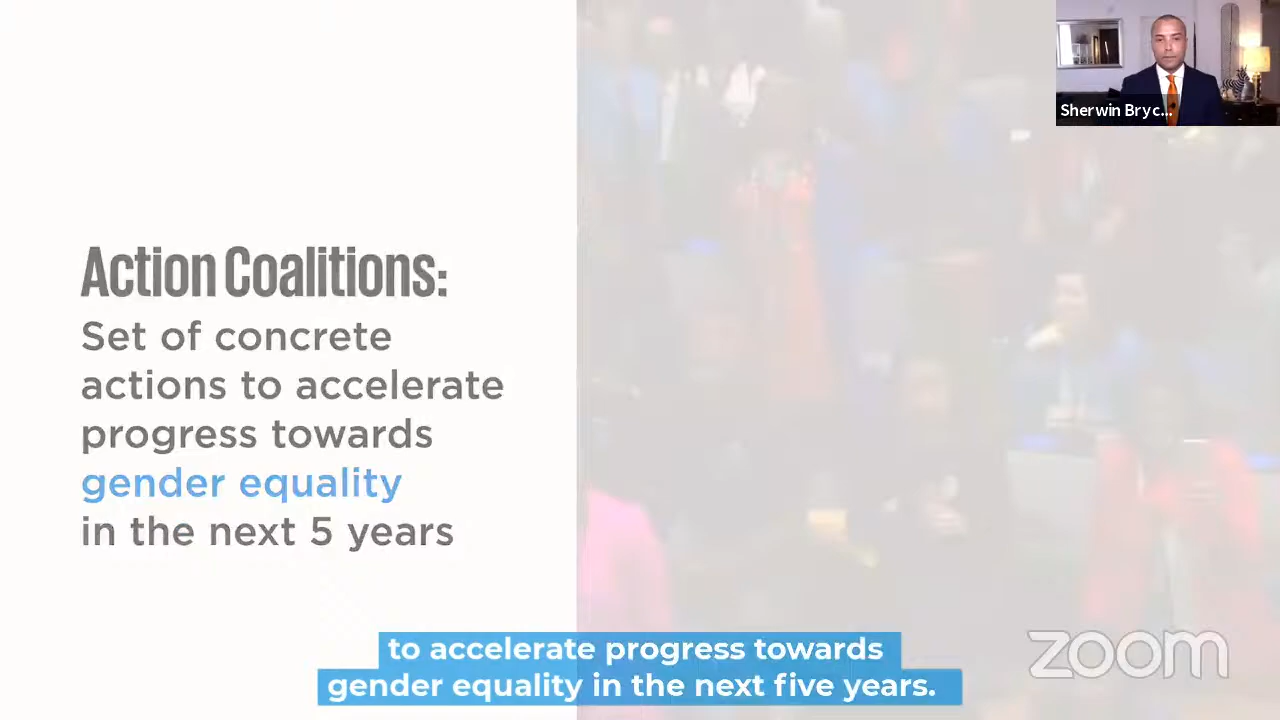 Sherwin Bryc...
Action Coalitions:
Set of concrete
actions to accelerate
progress towards
gender equality
in the next 5 years
to accelerate progress towards
gender equality in the next five years.
zoom